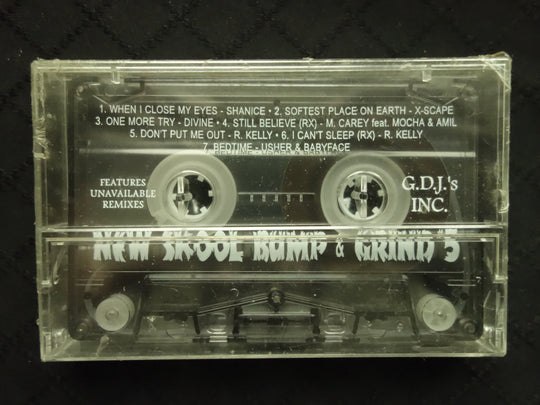 1. WHEN I CLOSE MY EYES - SHANICE • 2. SOFTEST PLACE ON EARTH - X-SCAPE
3. ONE MORE TRY - DIVINE • 4. STILL BELIEVE (RX) - M. CAREY feat. MOCHA & AMIL
5. DON'T PUT ME OUT - R. KELLY • 6. I CAN'T SLEEP (RX) - R. KELLY
7. BEDTIME - USHER & BABYFACE
FEATURES
UNAVAILABLE
REMIXES
G.D.J.'s
INC.
NEW SKOOL BUMP & GRIND #5